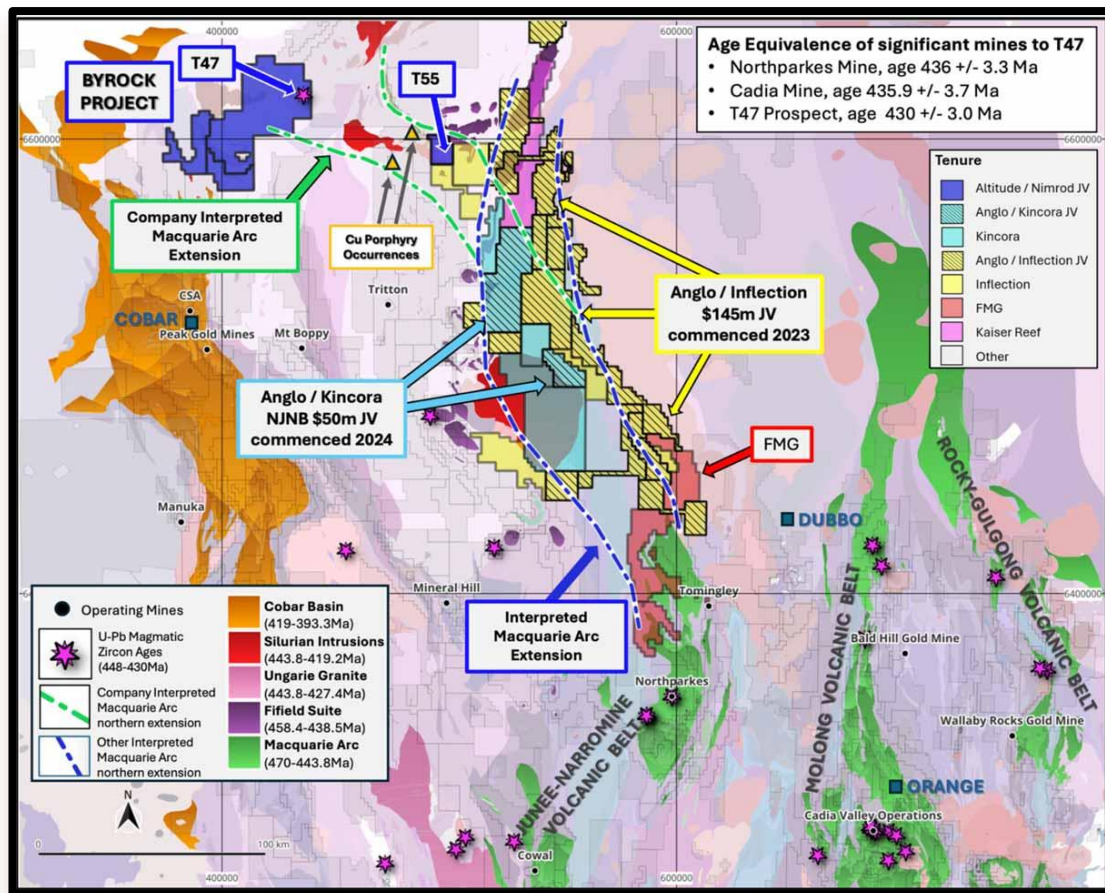 400000
600000
BYROCK
PROJECT
T47
T55
Age Equivalence of significant mines to T47
• Northparkes Mine, age 436 +/- 3.3 Ma
• Cadia Mine, age 435.9 +/- 3.7 Ma
• T47 Prospect, age 430 +/- 3.0 Ma
6600000
6600000
Tenure
Altitude / Nimrod JV
Anglo / Kincora JV
Kincora
Anglo / Inflection JV
Inflection
FMG
Kaiser Reef
Other
Company Interpreted
Macquarie Arc
Extension
Cu Porphyry
Occurrences
Tritton
CSA
COBAR
Peak Gold Mines
Mt Boppy
Anglo / Inflection
$145m JV
commenced 2023
Anglo / Kincora
NJNB $50m JV
commenced 2024
FMG
Manuka
DUBBO
ROCKY-GULGONG VOLCANIC BELT
Mineral Hill
Tomingley
6400000
6400000
Interpreted
Macquarie Arc
Extension
MOLONG VOLCANIC BELT
Bald Hill Gold Mine
Northparkes
Wallaby Rocks Gold Mine
JUNEE-NARROMINE
VOLCANIC BELT
ORANGE
Cadia Valley Operations
Cowal
Operating Mines
U-Pb Magmatic
Zircon Ages
(448-430Ma)
Company Interpreted
Macquarie Arc
northern extension
Other Interpreted
Macquarie Arc
northern extension
Cobar Basin
(419-393.3Ma)
Silurian Intrusions
(443.8-419.2Ma)
Ungarie Granite
(443.8-427.4Ma)
Fifield Suite
(458.4-438.5Ma)
Macquarie Arc
(470-443.8Ma)
N
0
100 km
400000
600000